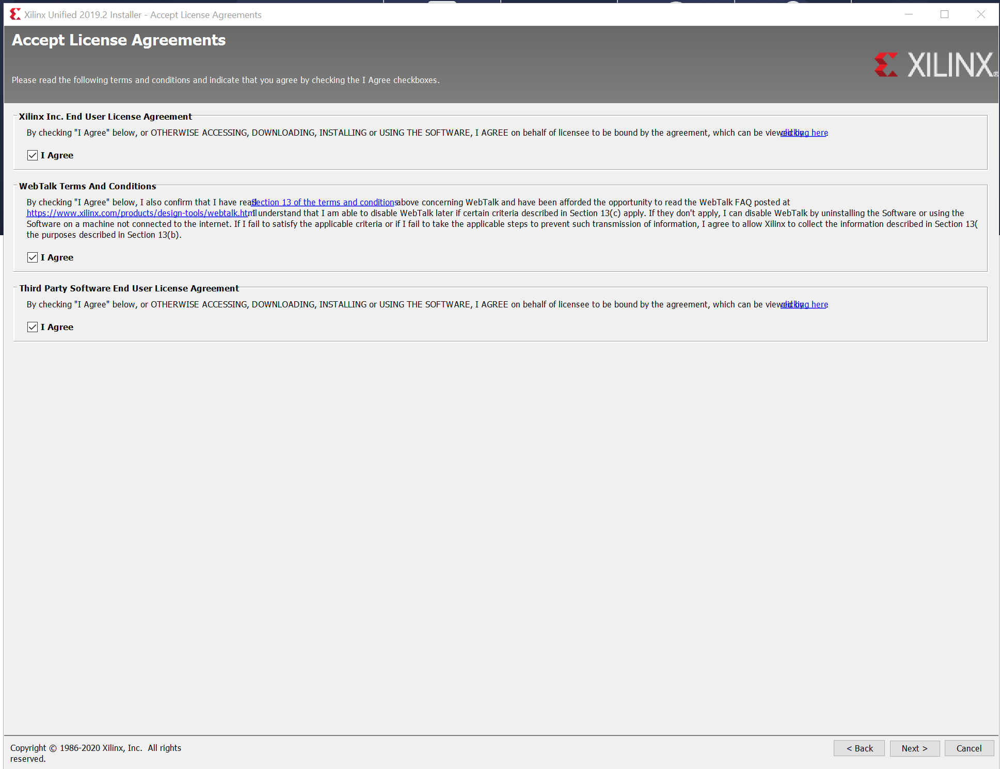 Xilinx Unified 2019.2 Installer - Accept License Agreements
Accept License Agreements
XILINX®
Please read the following terms and conditions and indicate that you agree by checking the I Agree checkboxes.
Xilinx Inc. End User License Agreement
By checking "I Agree" below, or OTHERWISE ACCESSING, DOWNLOADING, INSTALLING or USING THE SOFTWARE, I AGREE on behalf of licensee to be bound by the agreement, which can be viewed by clicking here.
I Agree
WebTalk Terms And Conditions
By checking "I Agree" below, I also confirm that I have read Section 13 of the terms and conditions above concerning WebTalk and have been afforded the opportunity to read the WebTalk FAQ posted at
https://www.xilinx.com/products/design-tools/webtalk.html I understand that I am able to disable WebTalk later if certain criteria described in Section 13(c) apply. If they don't apply, I can disable WebTalk by uninstalling the Software or using the
Software on a machine not connected to the internet. If I fail to satisfy the applicable criteria or if I fail to take the applicable steps to prevent such transmission of information, I agree to allow Xilinx to collect the information described in Section 13(
the purposes described in Section 13(b).
I Agree
Third Party Software End User License Agreement
By checking "I Agree" below, or OTHERWISE ACCESSING, DOWNLOADING, INSTALLING or USING THE SOFTWARE, I AGREE on behalf of licensee to be bound by the agreement, which can be viewed by clicking here.
I Agree
Copyright © 1986-2020 Xilinx, Inc. All rights
reserved.
< Back
Next >
Cancel